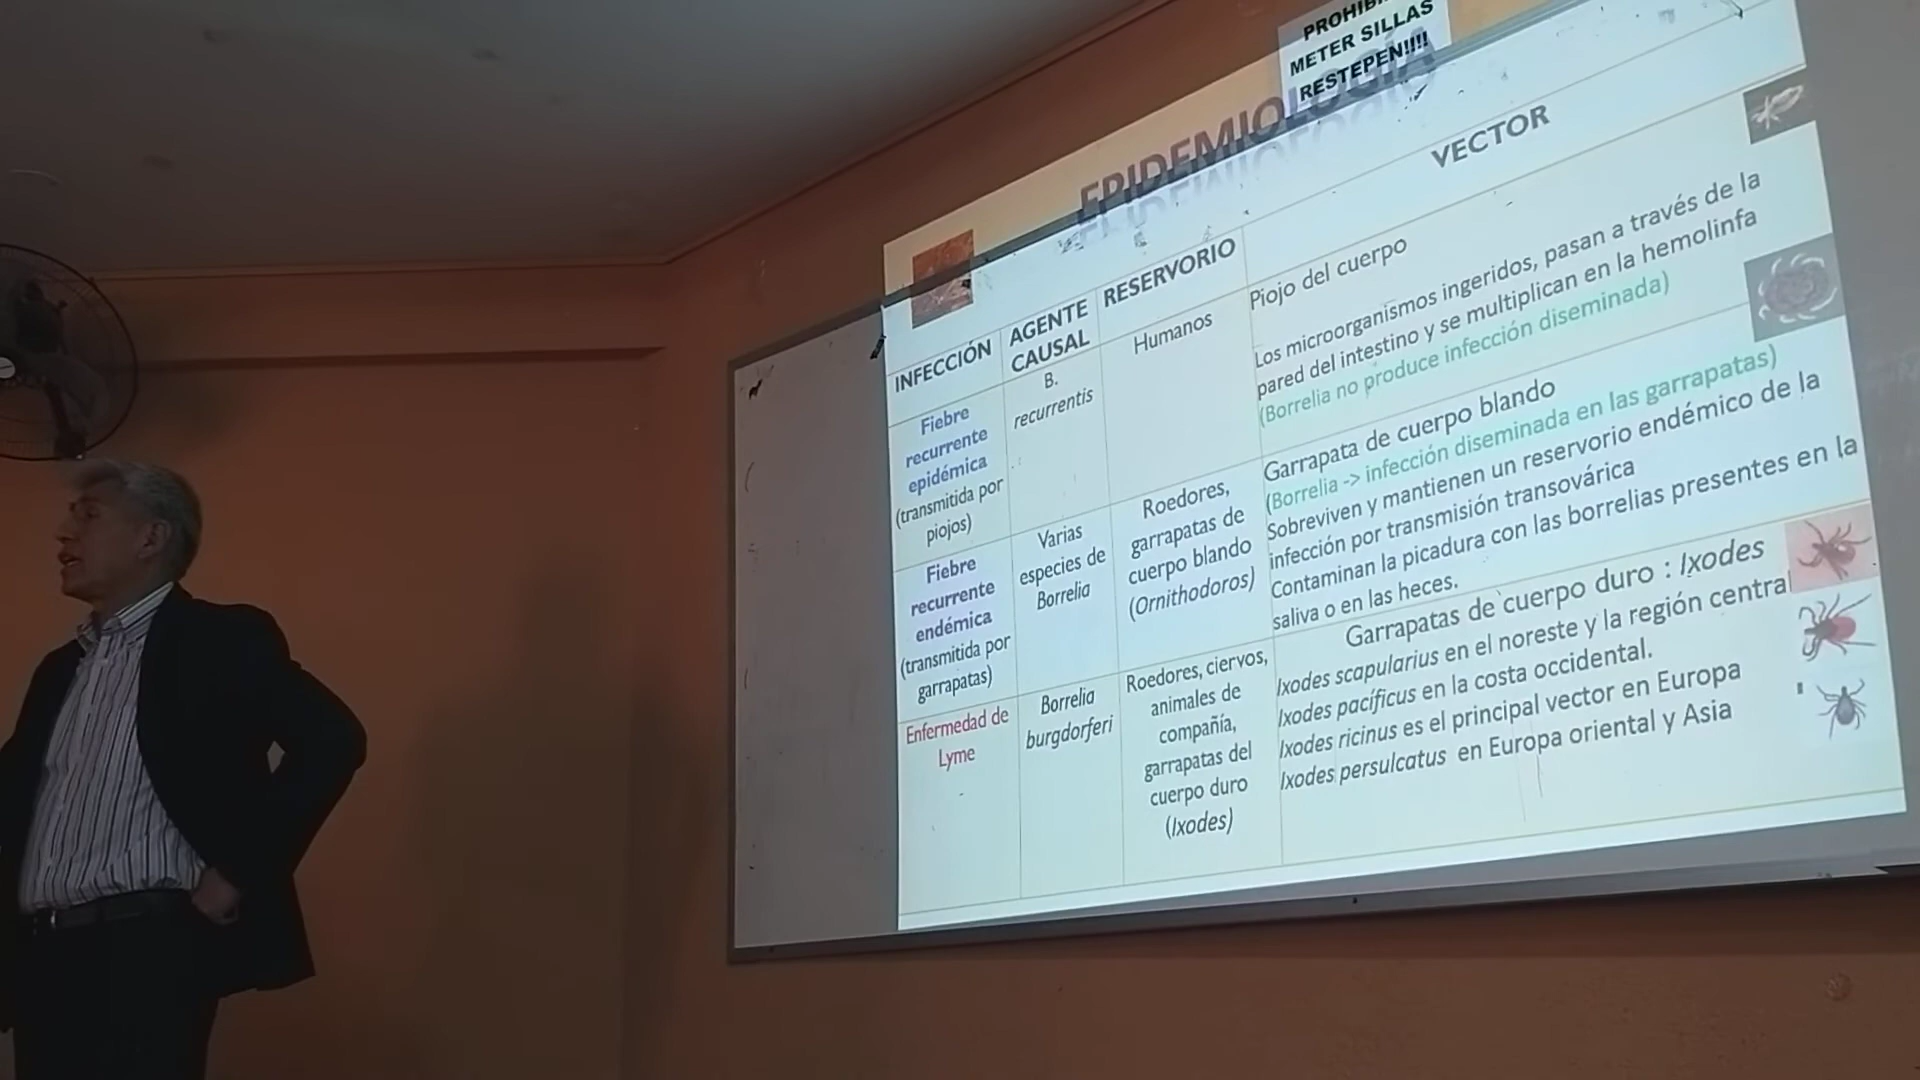 METER SILLAS
RESTEPEN!!!!
EPIDEMIOLOGÍA
INFECCIÓN
AGENTE
CAUSAL
RESERVORIO
VECTOR
Fiebre
recurrente
epidémica
(transmitida por
piojos)
B.
recurrentis
Humanos
Piojo del cuerpo
Los microorganismos ingeridos, pasan a través de la
pared del intestino y se multiplican en la hemolinfa
(Borrelia no produce infección diseminada)
Fiebre
recurrente
endémica
(transmitida por
garrapatas)
Varias
especies de
Borrelia
Roedores,
garrapatas de
cuerpo blando
(Ornithodoros)
Garrapata de cuerpo blando
(Borrelia -> infección diseminada en las garrapatas)
Sobreviven y mantienen un reservorio endémico de la
infección por transmisión transovárica
Contaminan la picadura con las borrelias presentes en la
saliva o en las heces.
Enfermedad de
Lyme
Borrelia
burgdorferi
Roedores, ciervos,
animales de
compañía,
garrapatas del
cuerpo duro
(Ixodes)
Garrapatas de cuerpo duro : Ixodes
Ixodes scapularius en el noreste y la región central
Ixodes pacíficus en la costa occidental.
Ixodes ricinus es el principal vector en Europa
Ixodes persulcatus en Europa oriental y Asia